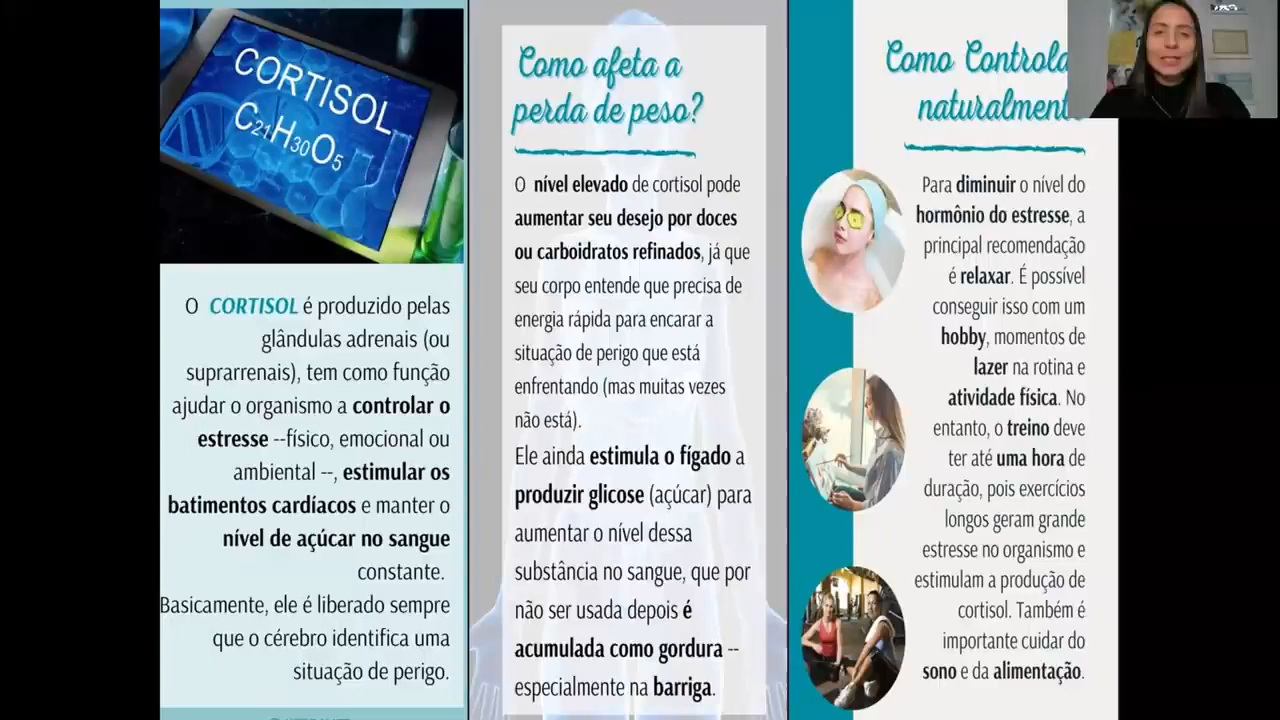 CORTISOL
C21H30O5
O CORTISOL é produzido pelas
glândulas adrenais (ou
suprarrenais), tem como função
ajudar o organismo a controlar o
estresse --físico, emocional ou
ambiental --, estimular os
batimentos cardíacos e manter o
nível de açúcar no sangue
constante.
Basicamente, ele é liberado sempre
que o cérebro identifica uma
situação de perigo.
Como afeta a
perda de peso?
O nível elevado de cortisol pode
aumentar seu desejo por doces
ou carboidratos refinados, já que
seu corpo entende que precisa de
energia rápida para encarar a
situação de perigo que está
enfrentando (mas muitas vezes
não está).
Ele ainda estimula o fígado a
produzir glicose (açúcar) para
aumentar o nível dessa
substância no sangue, que por
não ser usada depois é
acumulada como gordura --
especialmente na barriga.
Como Controla
naturalment
Para diminuir o nível do
hormônio do estresse, a
principal recomendação
é relaxar. É possível
conseguir isso com um
hobby, momentos de
lazer na rotina e
atividade física. No
entanto, o treino deve
ter até uma hora de
duração, pois exercícios
longos geram grande
estresse no organismo e
estimulam a produção de
cortisol. Também é
importante cuidar do
sono e da alimentação.